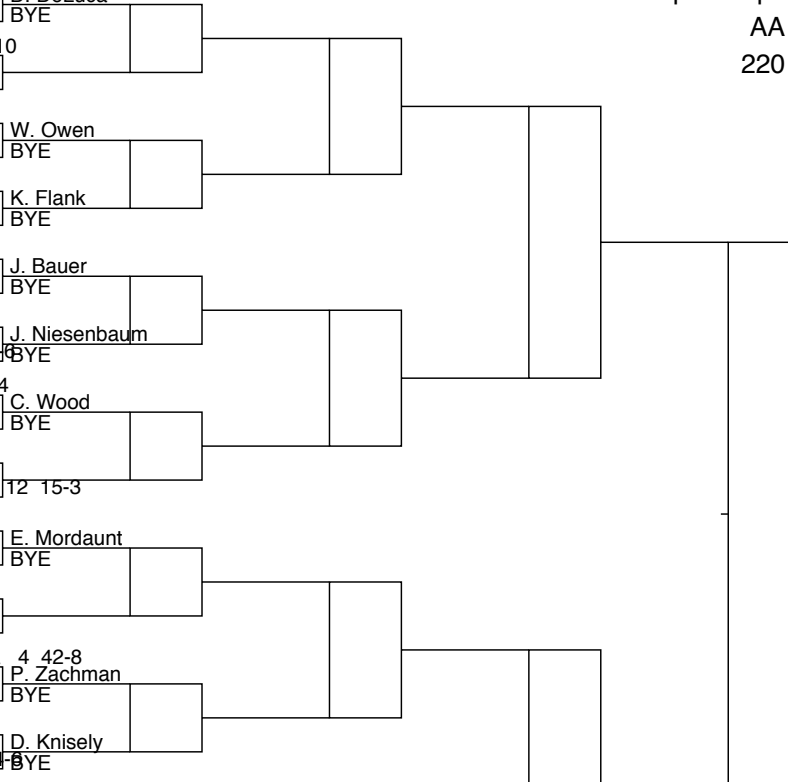 BYE
AA
10
220
W. Owen
BYE
K. Flank
BYE
J. Bauer
BYE
J. Niesenbaum
BYE
4
C. Wood
BYE
12 15-3
E. Mordaunt
BYE
4 42-8
P. Zachman
BYE
D. Knisely
BYE